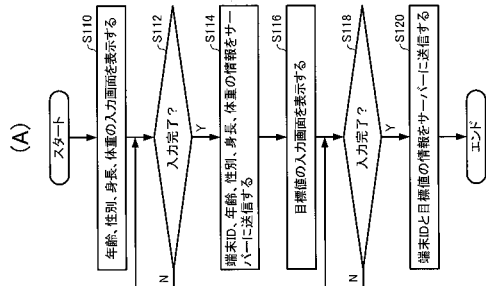 (A)
スタート
S110
年齢、性別、身長、体重の入力画面を表示する
S112
入力完了？
N
Y
S114
端末ID、年齢、性別、身長、体重の情報をサー
バーに送信する
S116
目標値の入力画面を表示する
S118
入力完了？
N
Y
S120
端末IDと目標値の情報をサーバーに送信する
エンド